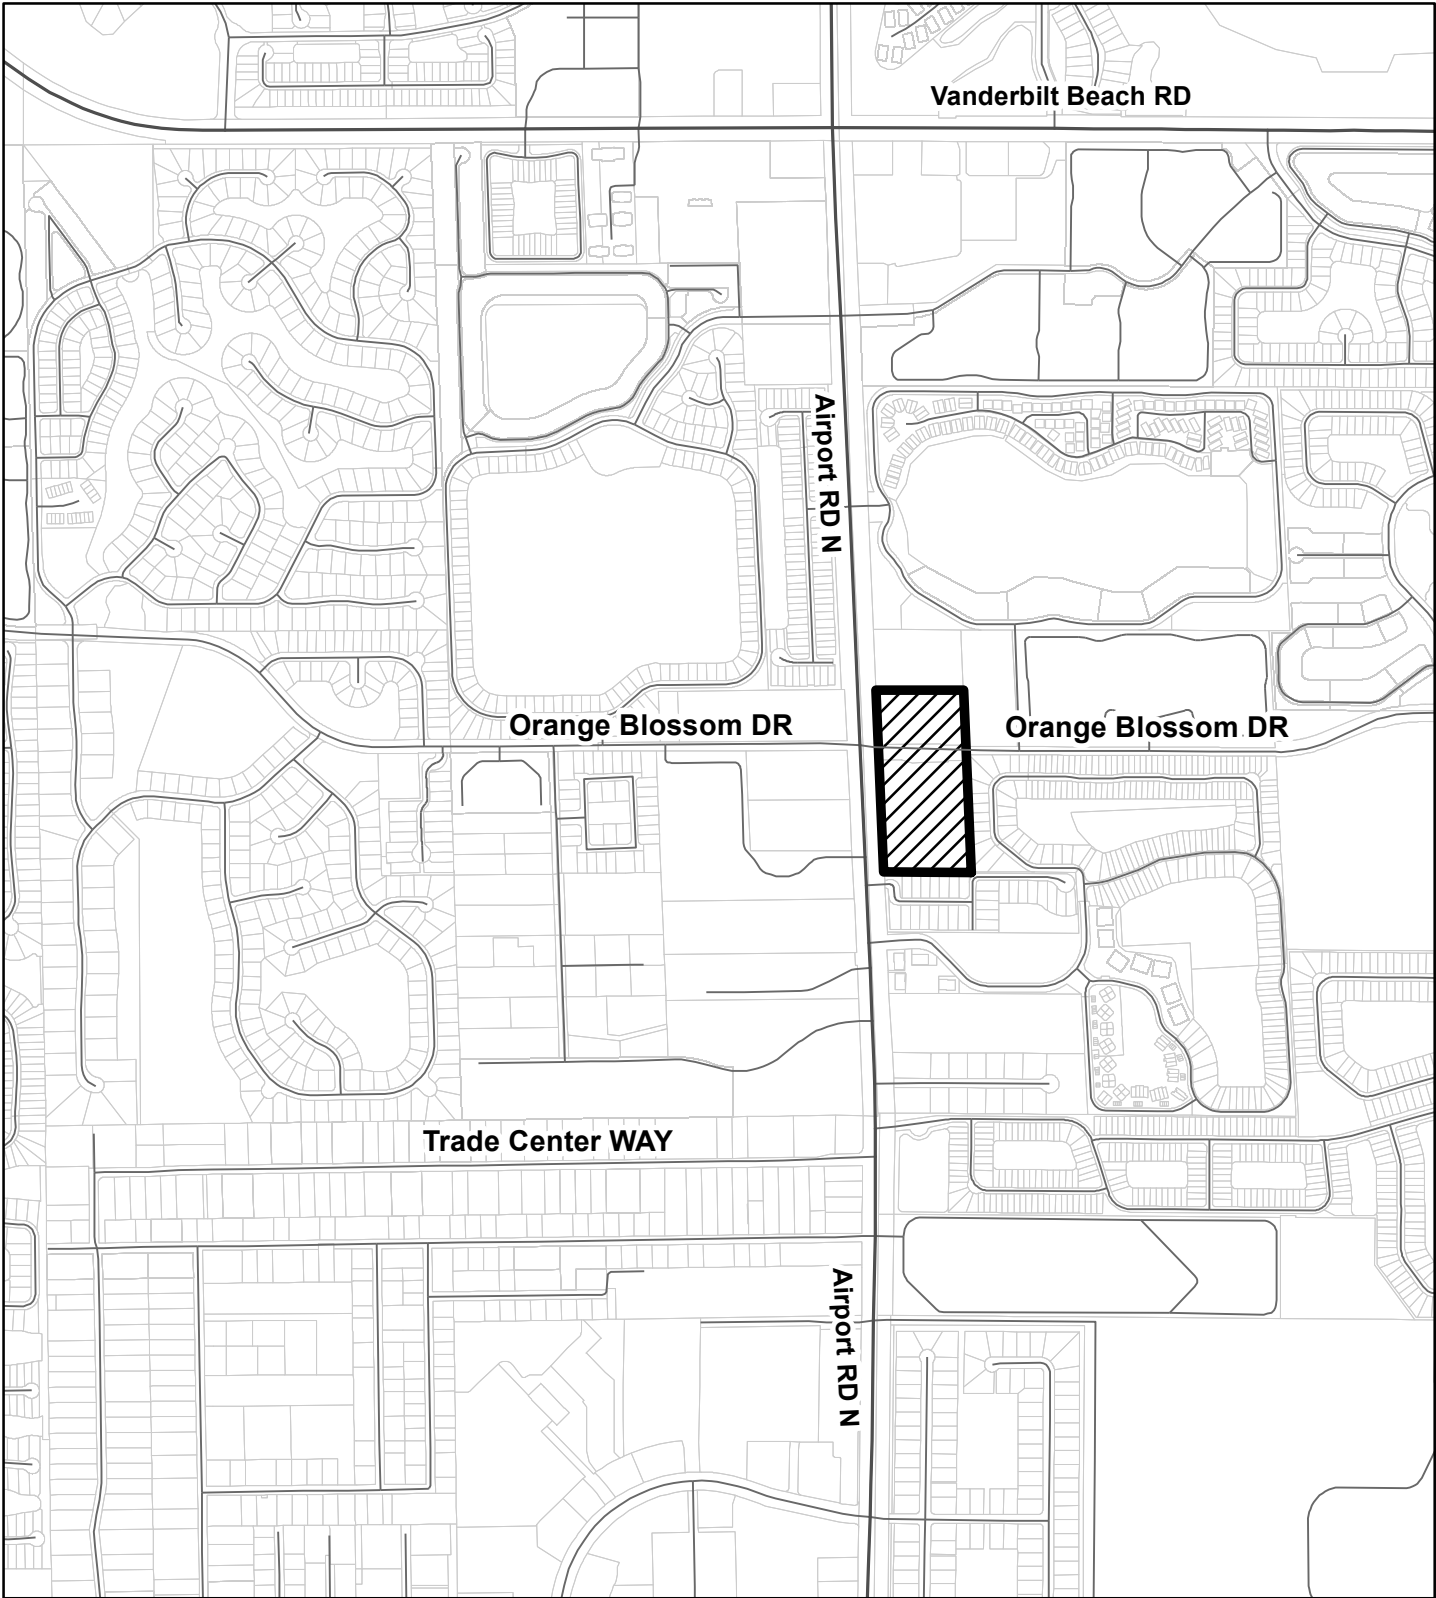 Vanderbilt Beach RD
Airport RD N
Orange Blossom DR
Orange Blossom DR
Trade Center WAY
Airport RD N